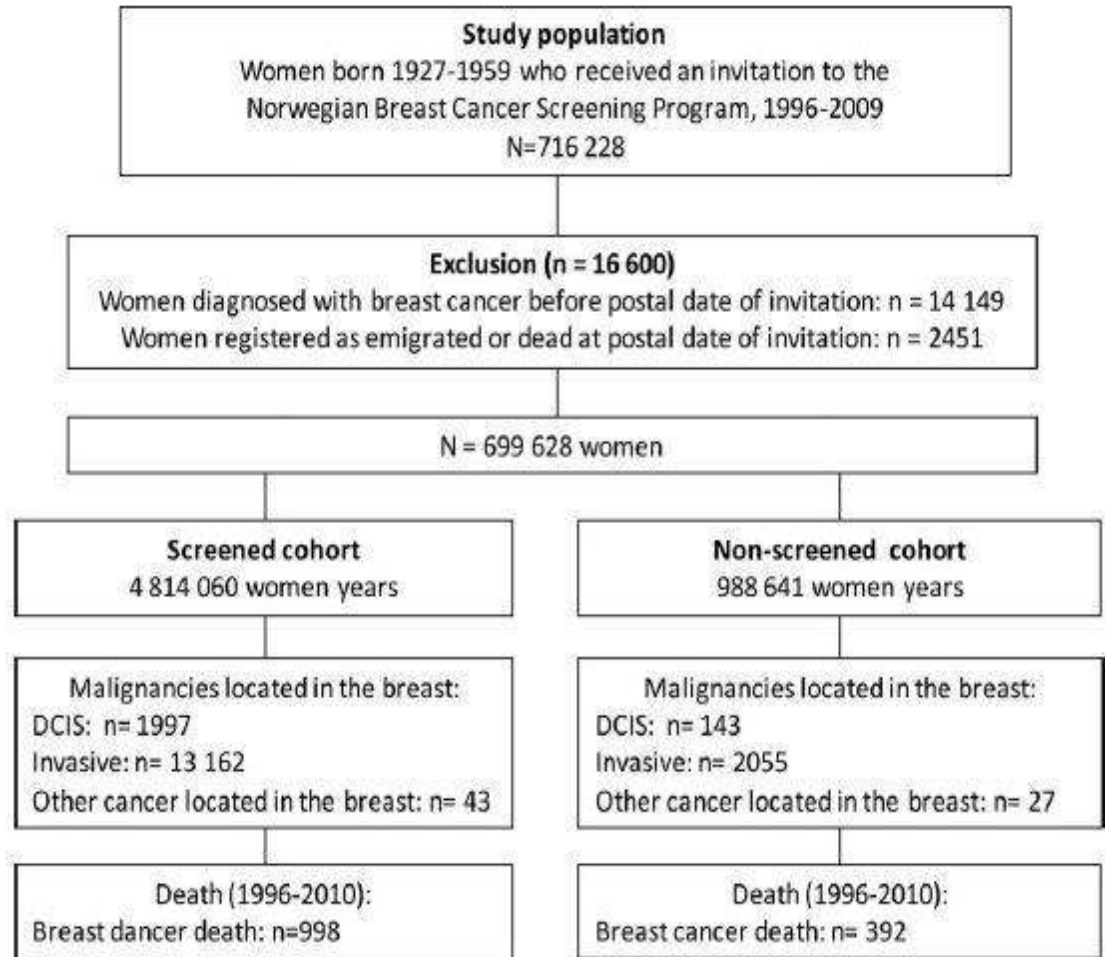 Study population
Women born 1927-1959 who received an invitation to the
Norwegian Breast Cancer Screening Program, 1996-2009
N=716 228
Exclusion (n = 16 600)
Women diagnosed with breast cancer before postal date of invitation: n = 14 149
Women registered as emigrated or dead at postal date of invitation: n = 2451
N = 699 628 women
Screened cohort
4 814 060 women years
Non-screened cohort
988 641 women years
Malignancies located in the breast:
DCIS: n= 1997
Invasive: n= 13 162
Other cancer located in the breast: n= 43
Malignancies located in the breast:
DCIS: n= 143
Invasive: n= 2055
Other cancer located in the breast: n= 27
Death (1996-2010):
Breast dancer death: n=998
Death (1996-2010):
Breast cancer death: n= 392